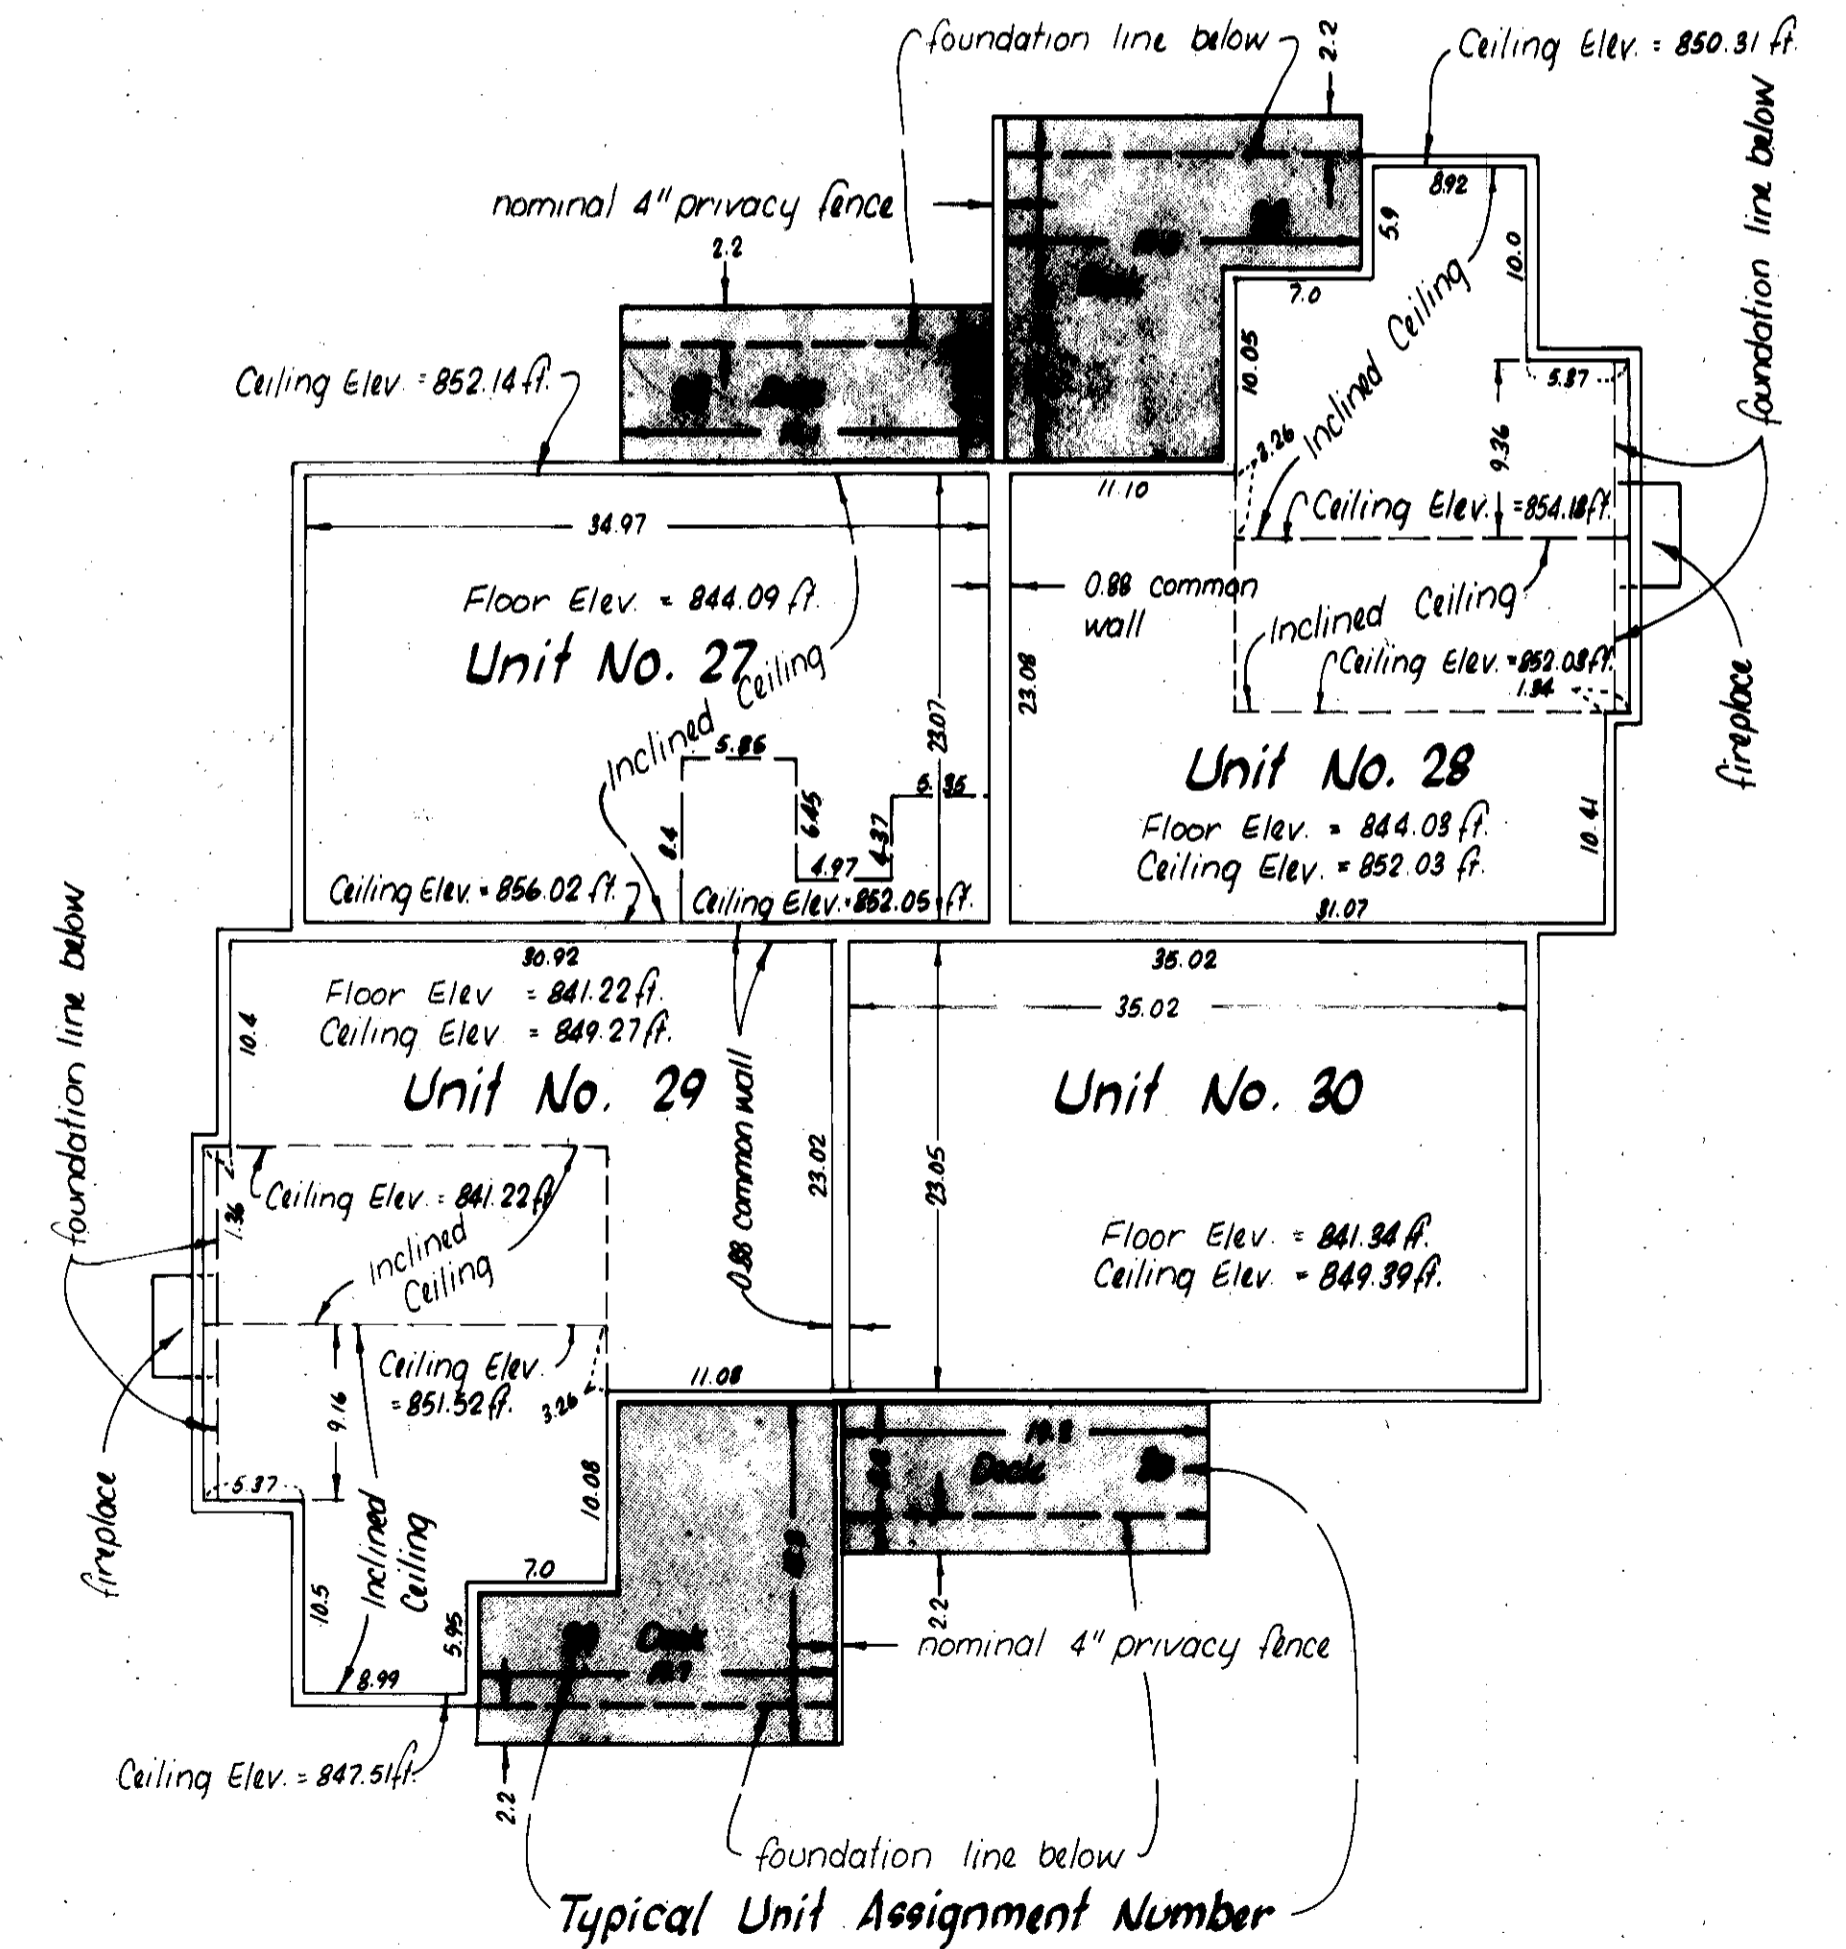 foundation line below
2.2
Ceiling Elev. = 850.31 ft.
foundation line below
nominal 4" privacy fence
2.2
8.92
5.9
10.0
7.0
Inclined Ceiling
10.05
Ceiling Elev. = 852.14 ft.
5.37
9.36
11.10
Ceiling Elev. = 854.18 ft.
34.97
Floor Elev. = 844.09 ft.
Unit No. 27
Inclined Ceiling
0.88 common
wall
Inclined Ceiling
Ceiling Elev. = 852.03 ft.
1.34
fireplace
23.08
23.07
5.86
5.35
8.4
6.45
4.37
4.97
Unit No. 28
Floor Elev. = 844.03 ft.
Ceiling Elev. = 852.03 ft.
10.41
31.07
Ceiling Elev. = 856.02 ft.
Ceiling Elev. = 852.05 ft.
foundation line below
30.92
Floor Elev = 841.22 ft.
Ceiling Elev = 849.27 ft.
Unit No. 29
10.4
35.02
35.02
Unit No. 30
0.88 common wall
23.02
23.05
Ceiling Elev. = 841.22 ft
1.36
Inclined
Ceiling
Floor Elev. = 841.34 ft.
Ceiling Elev. = 849.39 ft.
Ceiling Elev.
= 851.52 ft.
3.26
11.08
9.16
5.37
fireplace
10.08
Inclined
Ceiling
7.0
10.5
5.95
8.99
Deck
2.2
nominal 4" privacy fence
Ceiling Elev. = 847.51 ft.
2.2
foundation line below
Typical Unit Assignment Number